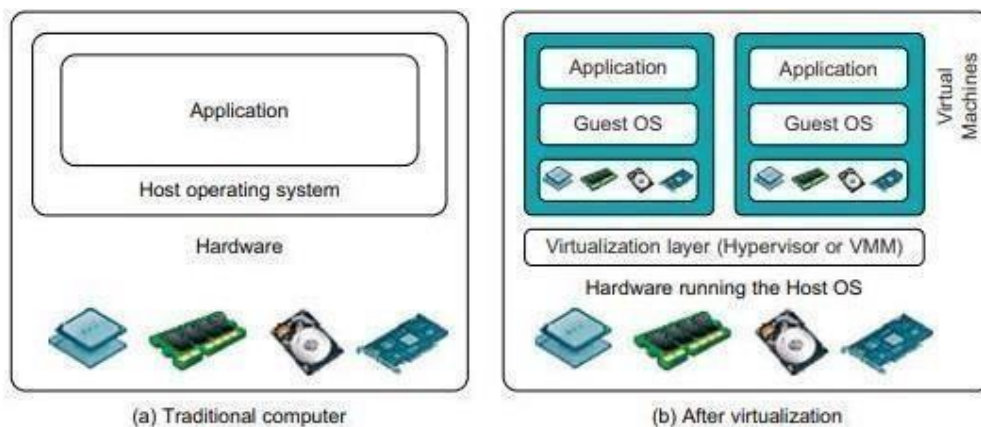 Application
Host operating system
Hardware
(a) Traditional computer
Application
Guest OS
Application
Guest OS
Virtual
Machines
Virtualization layer (Hypervisor or VMM)
Hardware running the Host OS
(b) After virtualization